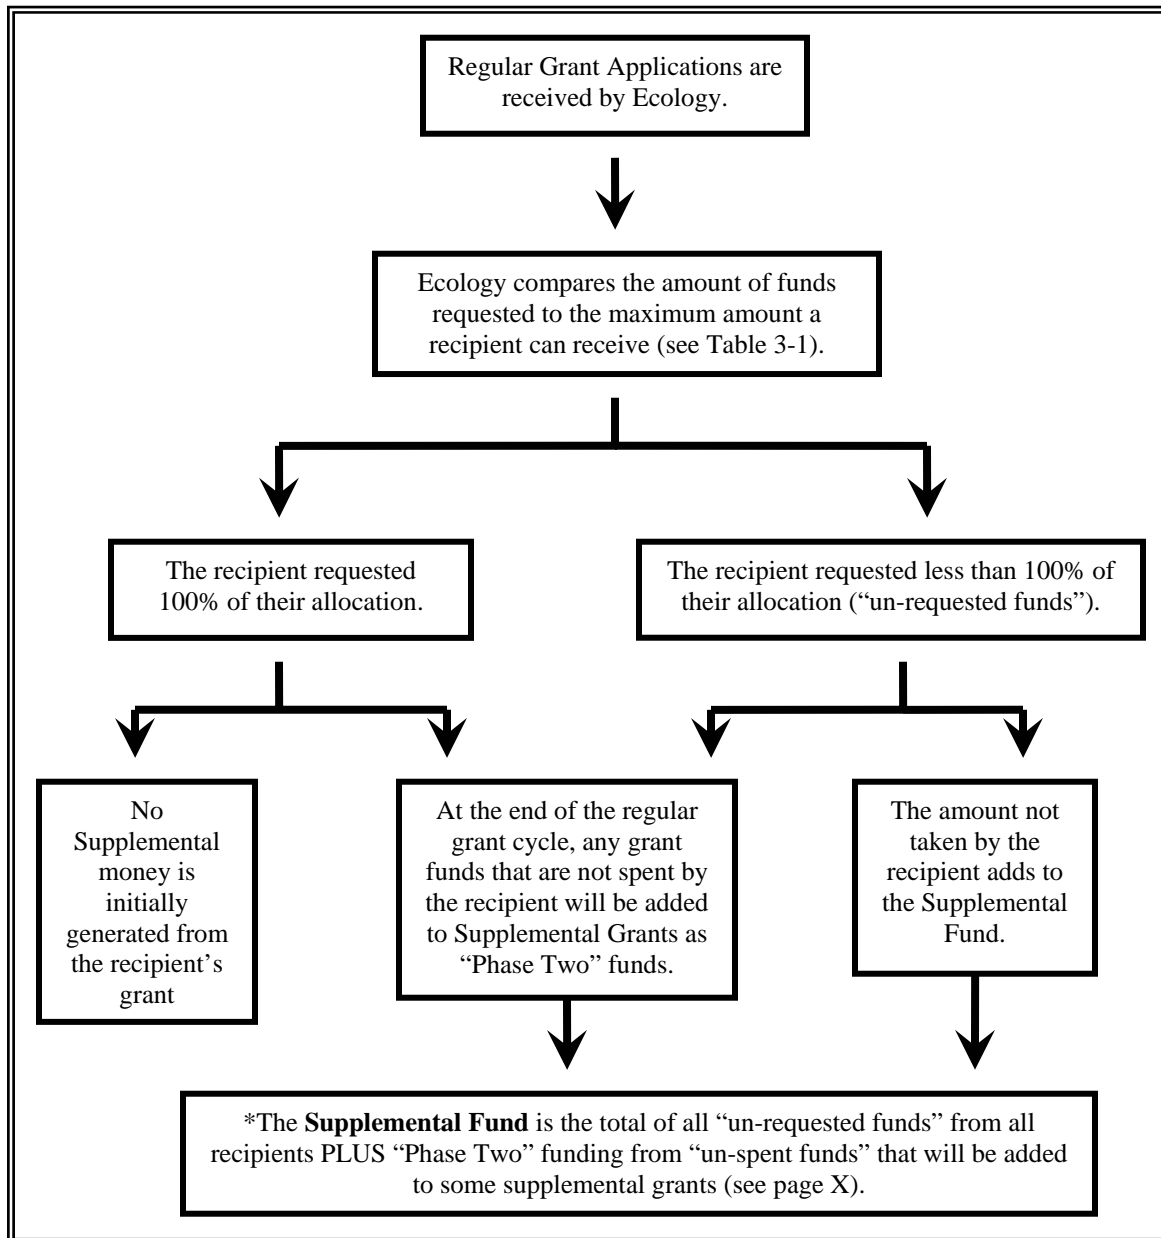 Regular Grant Applications are
received by Ecology.
Ecology compares the amount of funds
requested to the maximum amount a
recipient can receive (see Table 3-1).
The recipient requested
100% of their allocation.
The recipient requested less than 100% of
their allocation (“un-requested funds”).
No
Supplemental
money is
initially
generated from
the recipient’s
grant
At the end of the regular
grant cycle, any grant
funds that are not spent by
the recipient will be added
to Supplemental Grants as
“Phase Two” funds.
The amount not
taken by the
recipient adds to
the Supplemental
Fund.
*The Supplemental Fund is the total of all “un-requested funds” from all
recipients PLUS “Phase Two” funding from “un-spent funds” that will be added
to some supplemental grants (see page X).